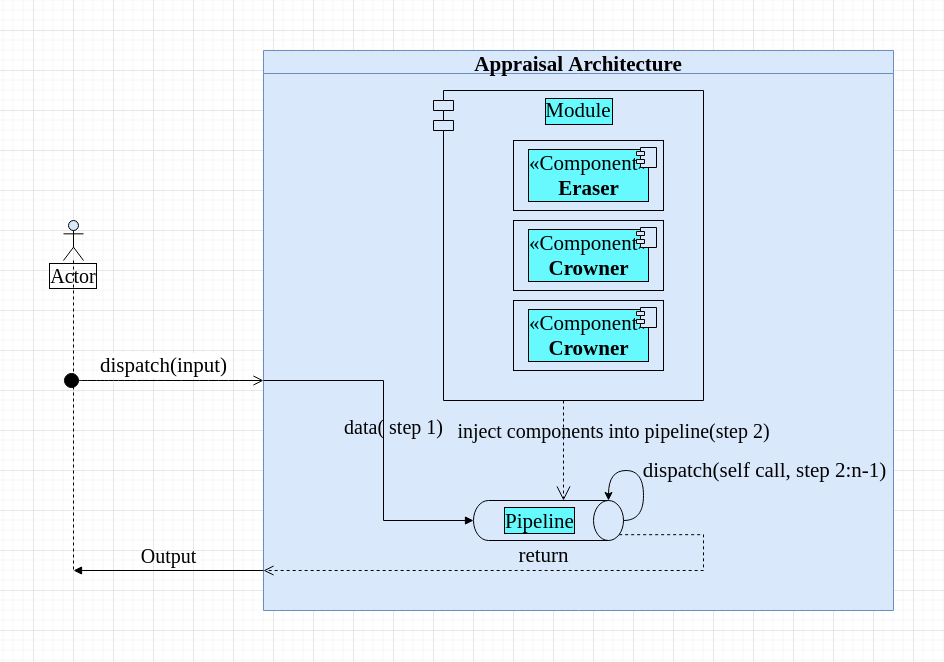 Appraisal Architecture
Module
«Component
Eraser
«Component
Crowner
«Component
Crowner
Actor
dispatch(input)
data( step 1)
inject components into pipeline(step 2)
dispatch(self call, step 2:n-1)
Pipeline
return
Output